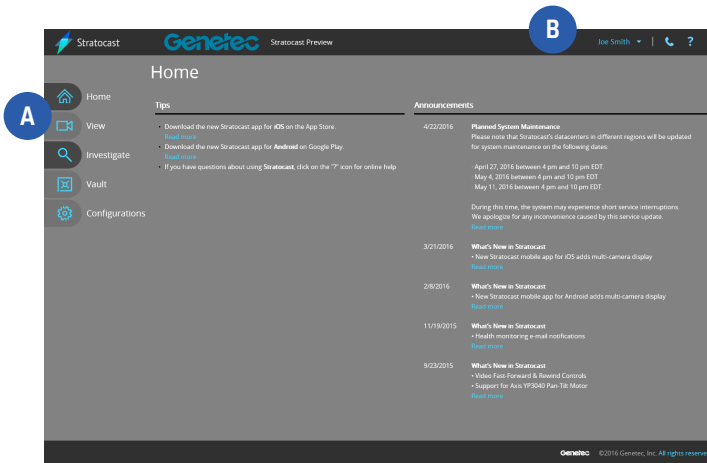 B
Stratocast Genetec Stratocast Preview Joe Smith ?
Home
A
Home
View
Investigate
Vault
Configurations
Tips
• Download the new Stratocast app for iOS on the App Store.
Read more
• Download the new Stratocast app for Android on Google Play.
Read more
• If you have questions about using Stratocast, click on the "?" icon for online help
Announcements
4/22/2016 Planned System Maintenance
Please note that Stratocast's datacenters in different regions will be updated
for system maintenance on the following dates:
· April 27, 2016 between 4 pm and 10 pm EDT.
· May 4, 2016 between 4 pm and 10 pm EDT
· May 11, 2016 between 4 pm and 10 pm EDT.
During this time, the system may experience short service interruptions.
We apologize for any inconvenience caused by this service update.
Read more
3/21/2016 What's New in Stratocast
• New Stratocast mobile app for iOS adds multi-camera display
Read more
2/8/2016 What's New in Stratocast
• New Stratocast mobile app for Android adds multi-camera display
Read more
11/19/2015 What's New in Stratocast
• Health monitoring e-mail notifications
Read more
9/23/2015 What's New in Stratocast
• Video Fast-Forward & Rewind Controls
• Support for Axis YP3040 Pan-Tilt Motor
Read more
Genetec ©2016 Genetec, Inc. All rights reserve